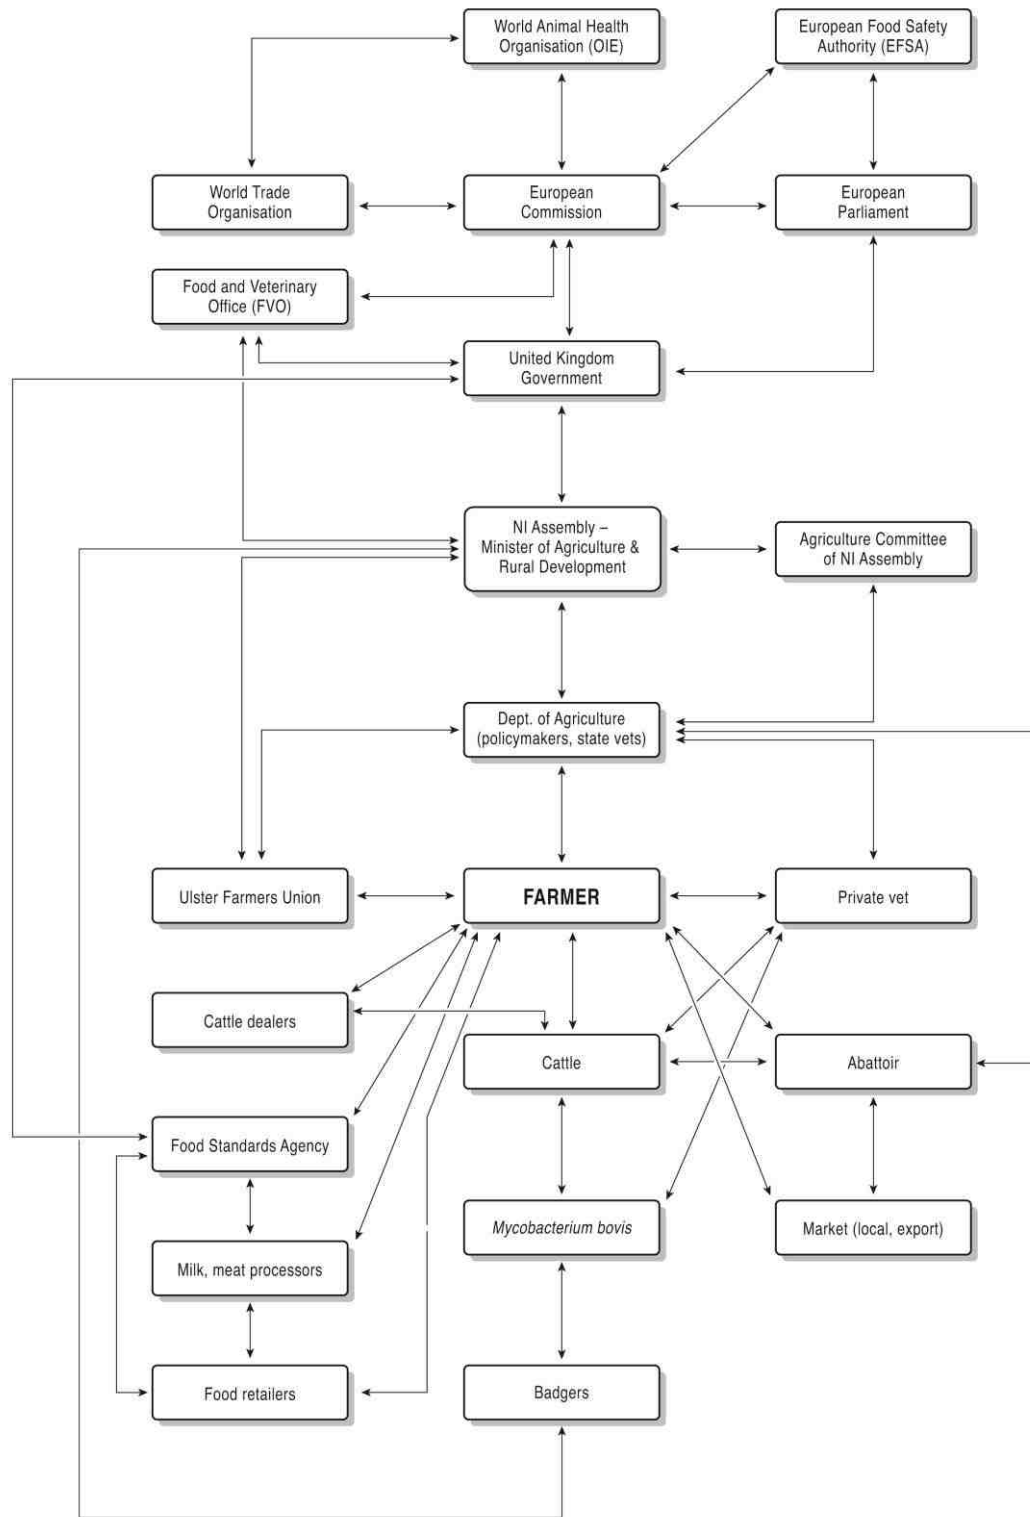 World Animal Health
Organisation (OIE)
European Food Safety
Authority (EFSA)
World Trade
Organisation
European
Commission
European
Parliament
Food and Veterinary
Office (FVO)
United Kingdom
Government
NI Assembly –
Minister of Agriculture &
Rural Development
Agriculture Committee
of NI Assembly
Dept. of Agriculture
(policymakers, state vets)
Ulster Farmers Union
FARMER
Private vet
Cattle dealers
Cattle
Abattoir
Food Standards Agency
Mycobacterium bovis
Market (local, export)
Milk, meat processors
Food retailers
Badgers